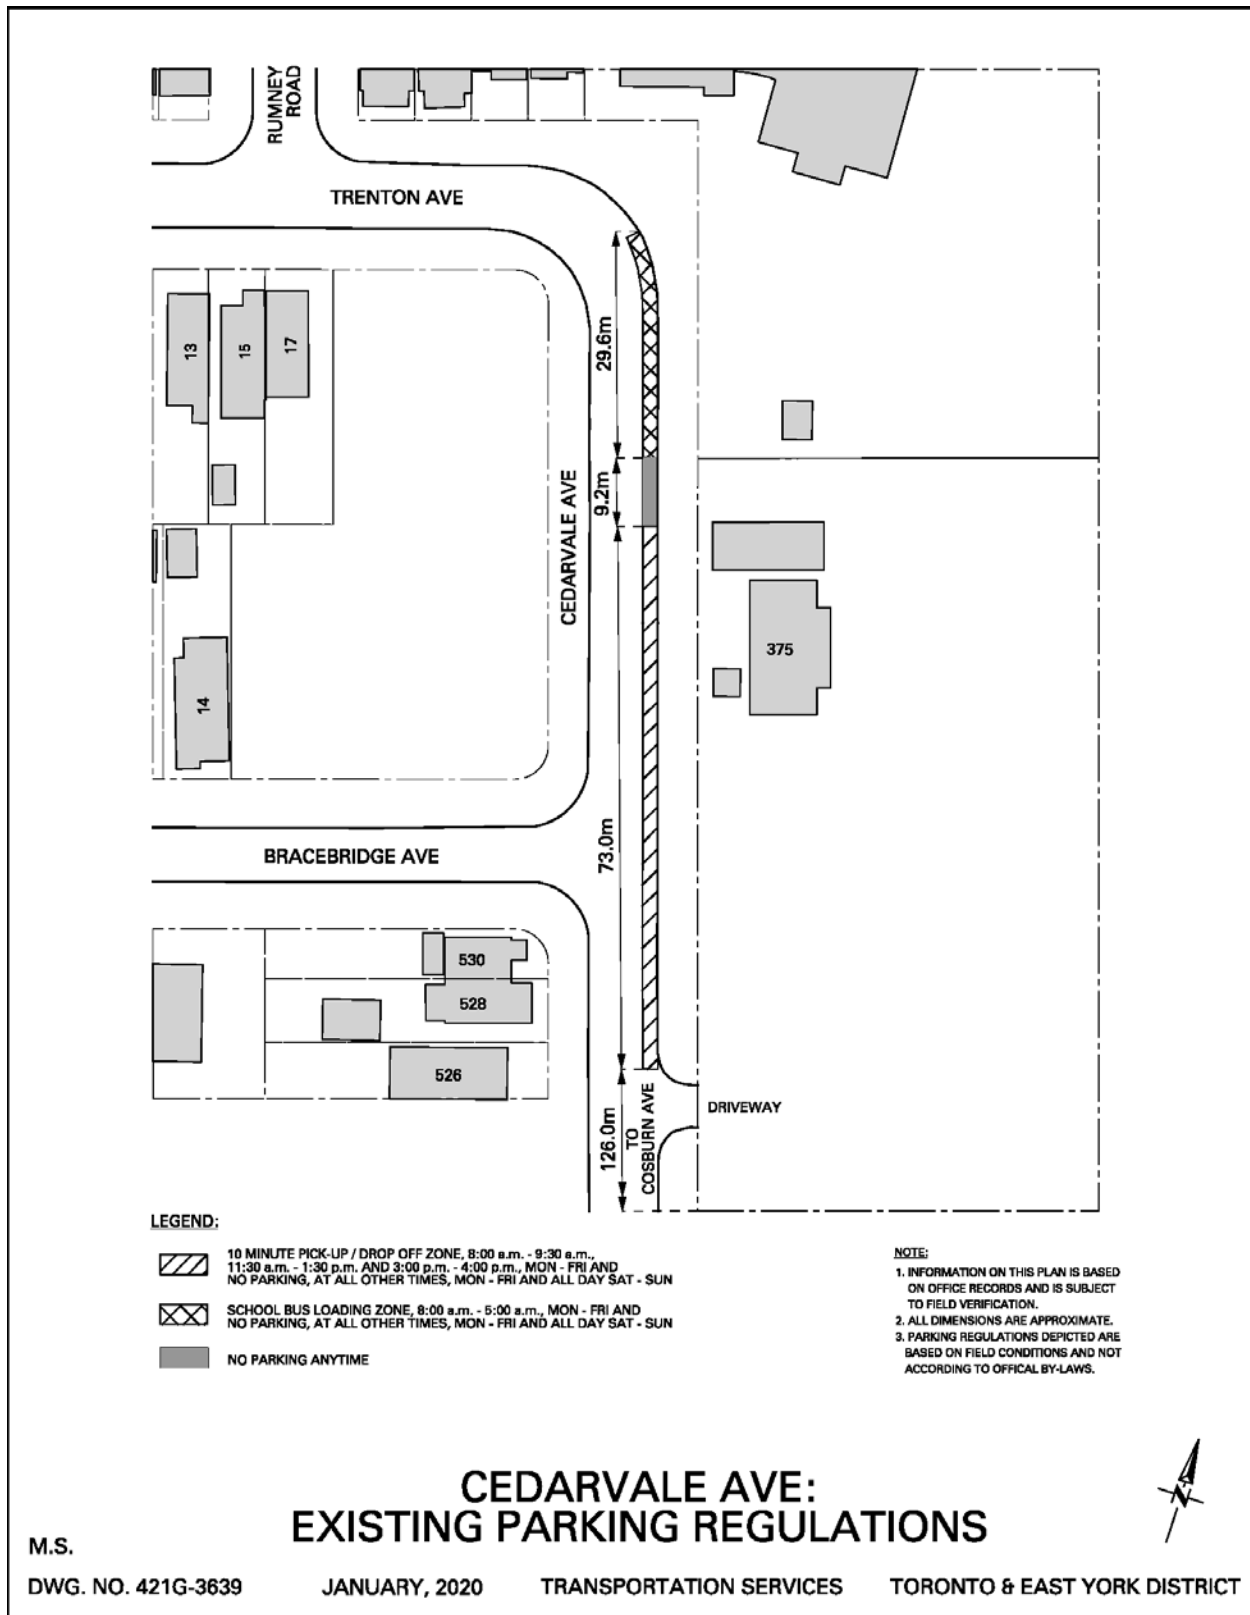 RUMNEY
ROAD
TRENTON AVE
29.6m
13
15
17
9.2m
CEDARVALE AVE
375
14
73.0m
BRACEBRIDGE AVE
530
528
526
126.0m
TO
COSBURN AVE
DRIVEWAY
LEGEND:
10 MINUTE PICK-UP / DROP OFF ZONE, 8:00 a.m. - 9:30 a.m.,
11:30 a.m. - 1:30 p.m. AND 3:00 p.m. - 4:00 p.m., MON - FRI AND
NO PARKING, AT ALL OTHER TIMES, MON - FRI AND ALL DAY SAT - SUN
SCHOOL BUS LOADING ZONE, 8:00 a.m. - 5:00 a.m., MON - FRI AND
NO PARKING, AT ALL OTHER TIMES, MON - FRI AND ALL DAY SAT - SUN
NO PARKING ANYTIME
NOTE:
1. INFORMATION ON THIS PLAN IS BASED
ON OFFICE RECORDS AND IS SUBJECT
TO FIELD VERIFICATION.
2. ALL DIMENSIONS ARE APPROXIMATE.
3. PARKING REGULATIONS DEPICTED ARE
BASED ON FIELD CONDITIONS AND NOT
ACCORDING TO OFFICAL BY-LAWS.
N
CEDARVALE AVE:
EXISTING PARKING REGULATIONS
M.S.
DWG. NO. 421G-3639 JANUARY, 2020 TRANSPORTATION SERVICES TORONTO & EAST YORK DISTRICT